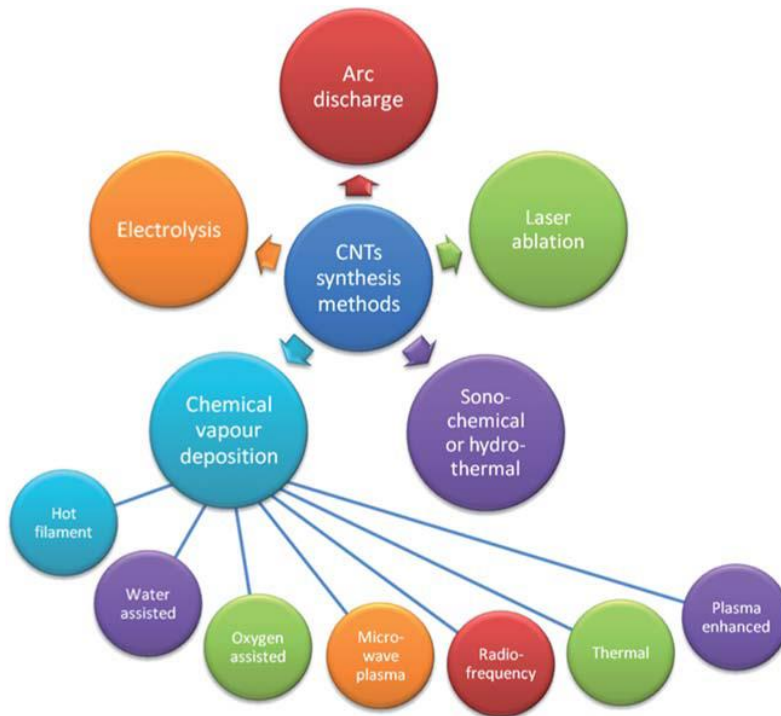 Arc
discharge
Electrolysis
Laser
ablation
CNTs
synthesis
methods
Chemical
vapour
deposition
Sono-
chemical
or hydro-
thermal
Hot
filament
Water
assisted
Oxygen
assisted
Micro-
wave
plasma
Radio-
frequency
Thermal
Plasma
enhanced